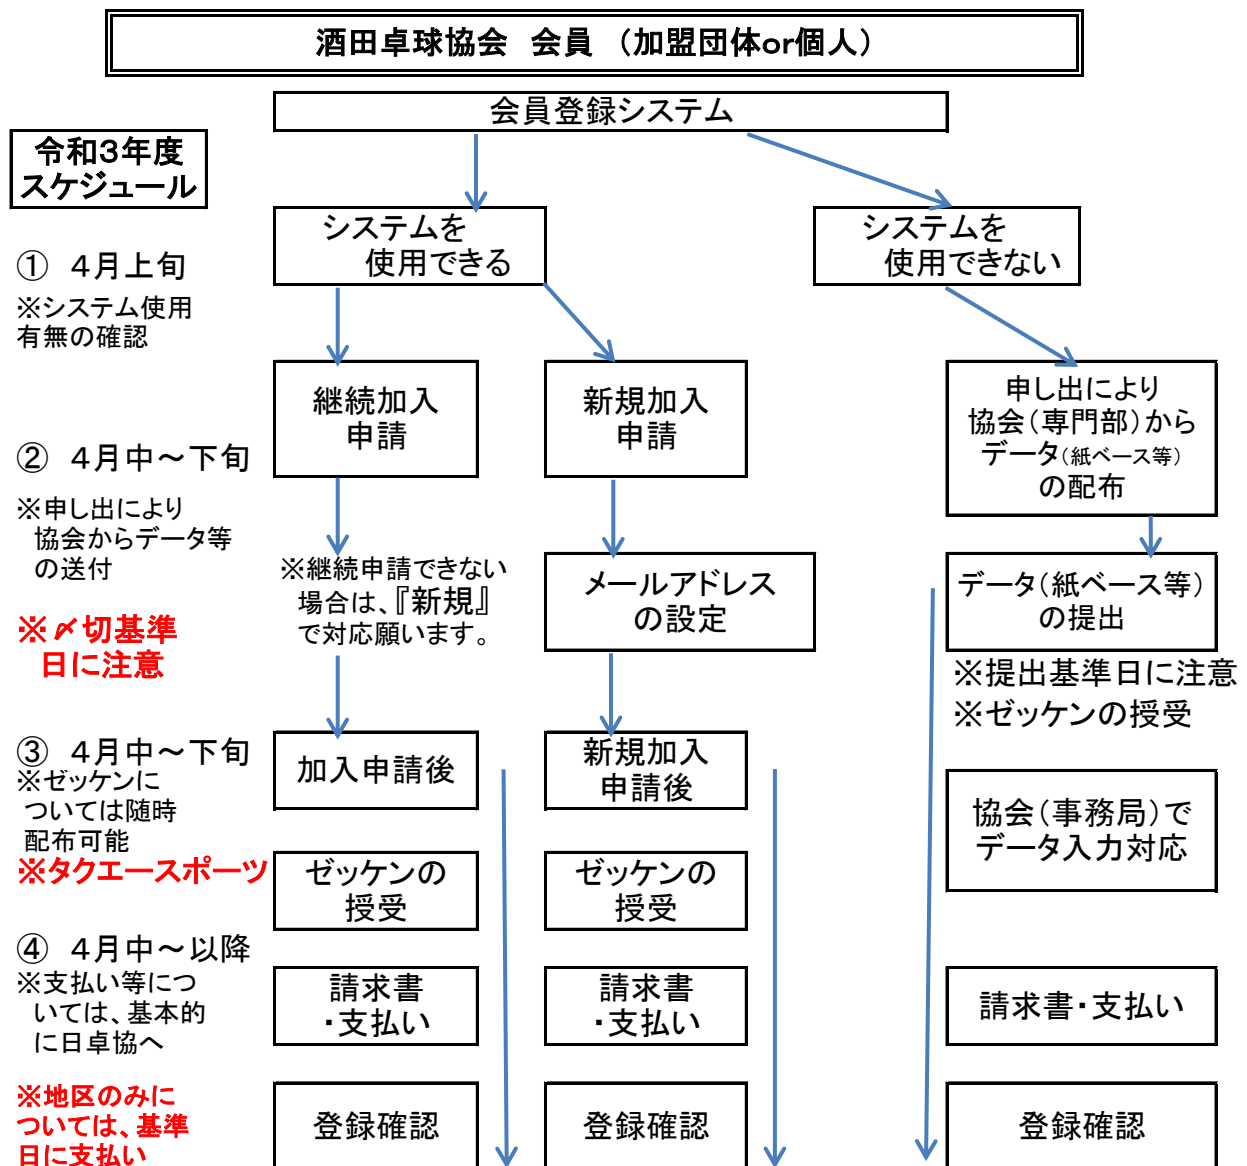 酒田卓球協会　会員　（加盟団体or個人）
会員登録システム
令和3年度
スケジュール
システムを
使用できる
システムを
使用できない
①　4月上旬
※システム使用
有無の確認
継続加入
申請
新規加入
申請
申し出により
協会（専門部）から
データ（紙ベース等）
の配布
②　4月中～下旬
※申し出により
協会からデータ等
の送付
※継続申請できない
場合は、『新規』
で対応願います。
メールアドレス
の設定
データ（紙ベース等）
の提出
※〆切基準
日に注意
※提出基準日に注意
※ゼッケンの授受
③　4月中～下旬
※ゼッケンに
ついては随時
配布可能
※タクエースポーツ
加入申請後
新規加入
申請後
協会（事務局）で
データ入力対応
ゼッケンの
授受
ゼッケンの
授受
④　4月中～以降
※支払い等につ
いては、基本的
に日卓協へ
請求書
・支払い
請求書
・支払い
請求書・支払い
※地区のみに
ついては、基準
日に支払い
登録確認
登録確認
登録確認